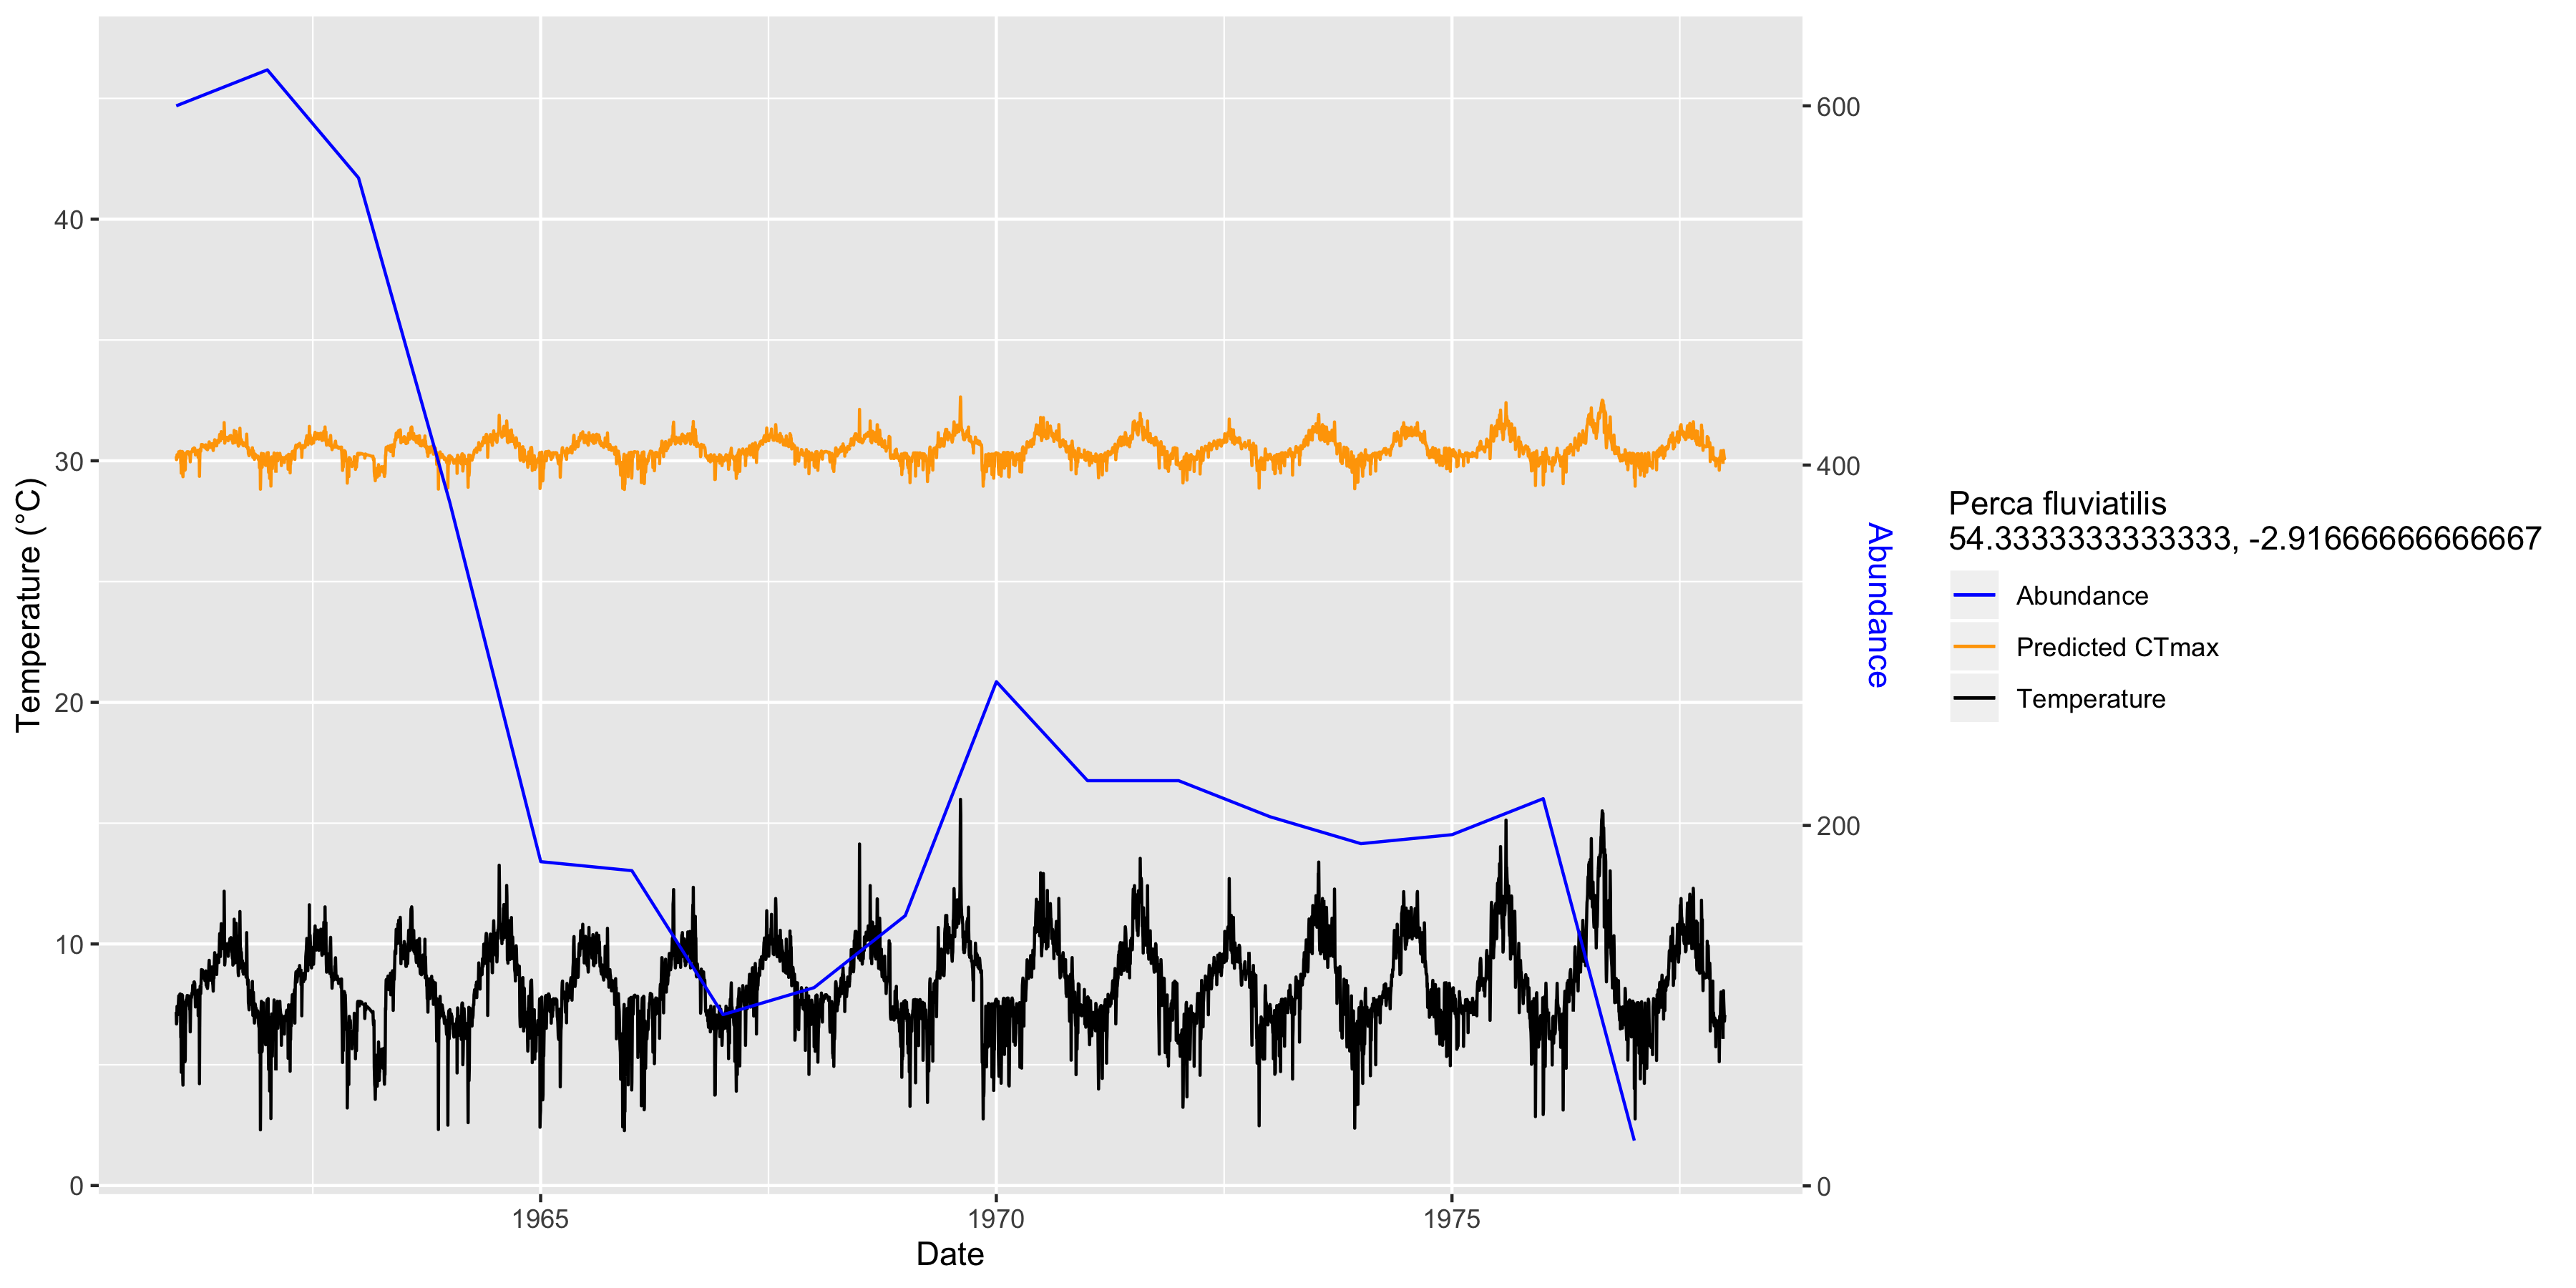 Temperature (°C)
40
30
20
10
0
1965
1970
1975
Date
600
400
200
0
Abundance
Perca fluviatilis
54.3333333333333, -2.91666666666667
Abundance
Predicted CTmax
Temperature